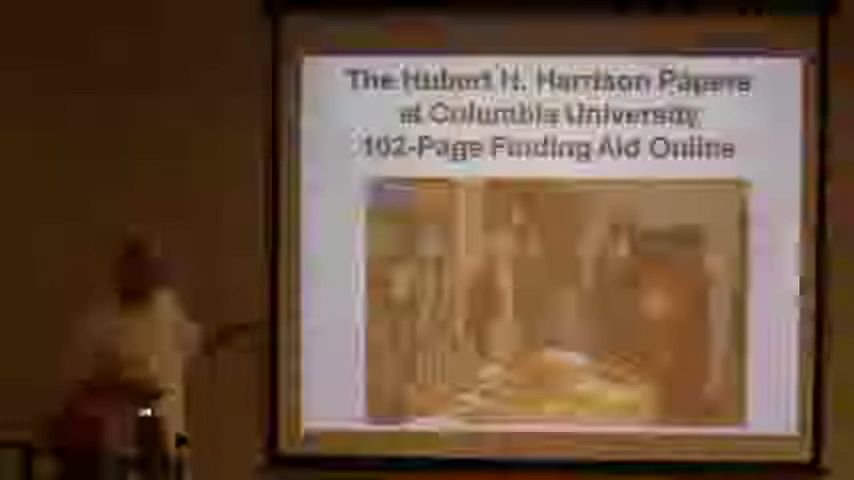 The Hubert H. Harrison Papers
at Columbia University
102-Page Finding Aid Online